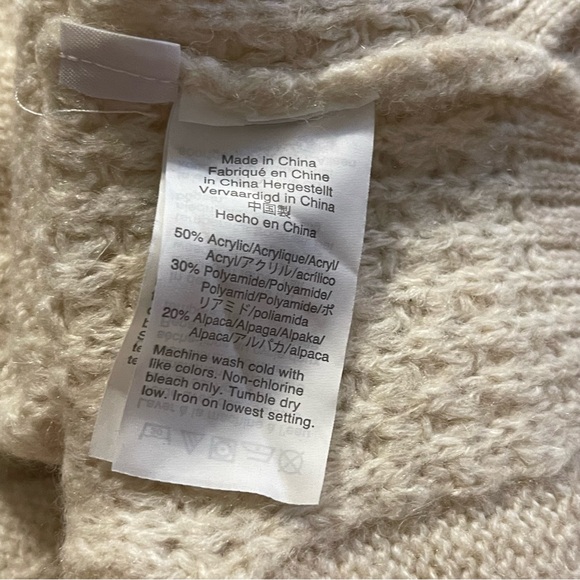 Made in China
Fabriqué en Chine
In China Hergestellt
Vervaardigd in China
中国製
Hecho en China
50% Acrylic/Acrylique/Acryl/
Acryl/アクリル/acrílico
30% Polyamide/Polyamide/
Polyamid/Polyamide/ポ
リアミド/poliamida
20% Alpaca/Alpaga/Alpaka/
Alpaca/アルパカ/alpaca
Machine wash cold with
like colors. Non-chlorine
bleach only. Tumble dry
low. Iron on lowest setting.